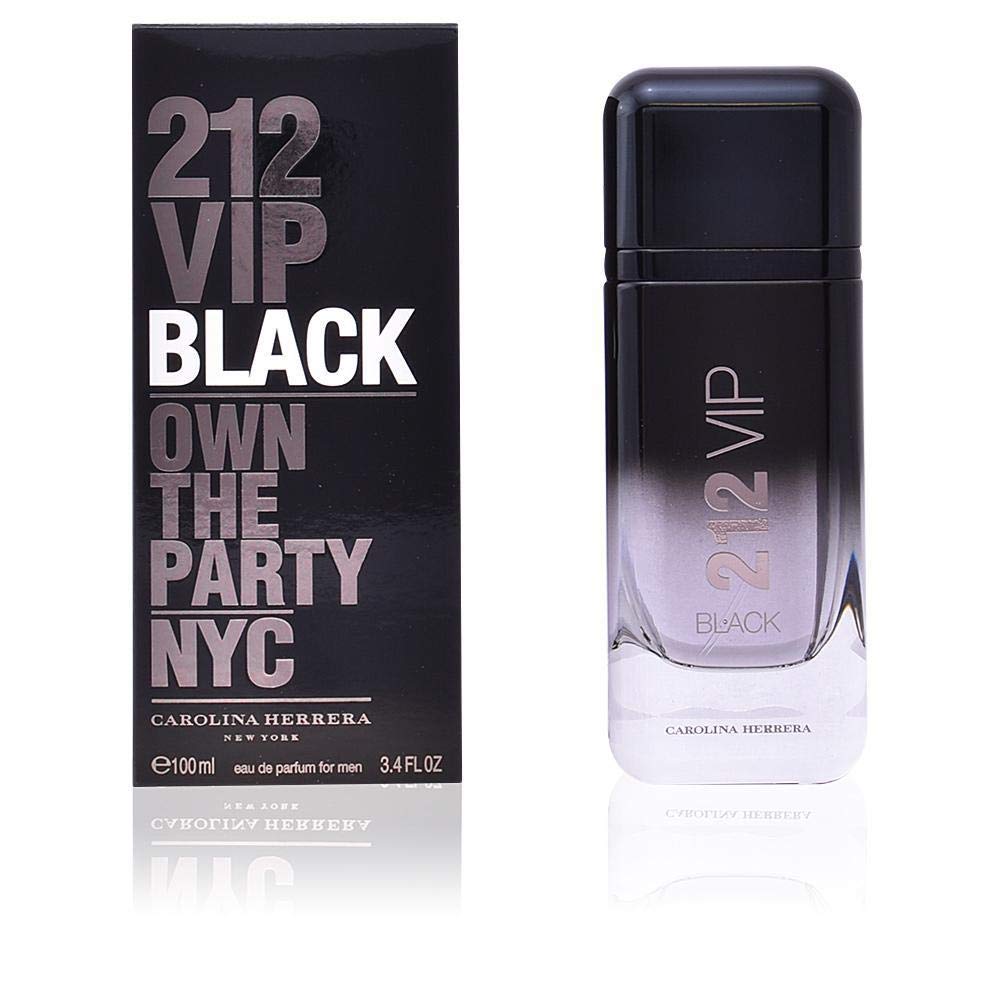 212
VIP
BLACK
OWN
THE
PARTY
NYC
CAROLINA HERRERA
NEW YORK
℮100ml eau de parfum for men 3.4 FL OZ
212 VIP
BLACK
CAROLINA HERRERA